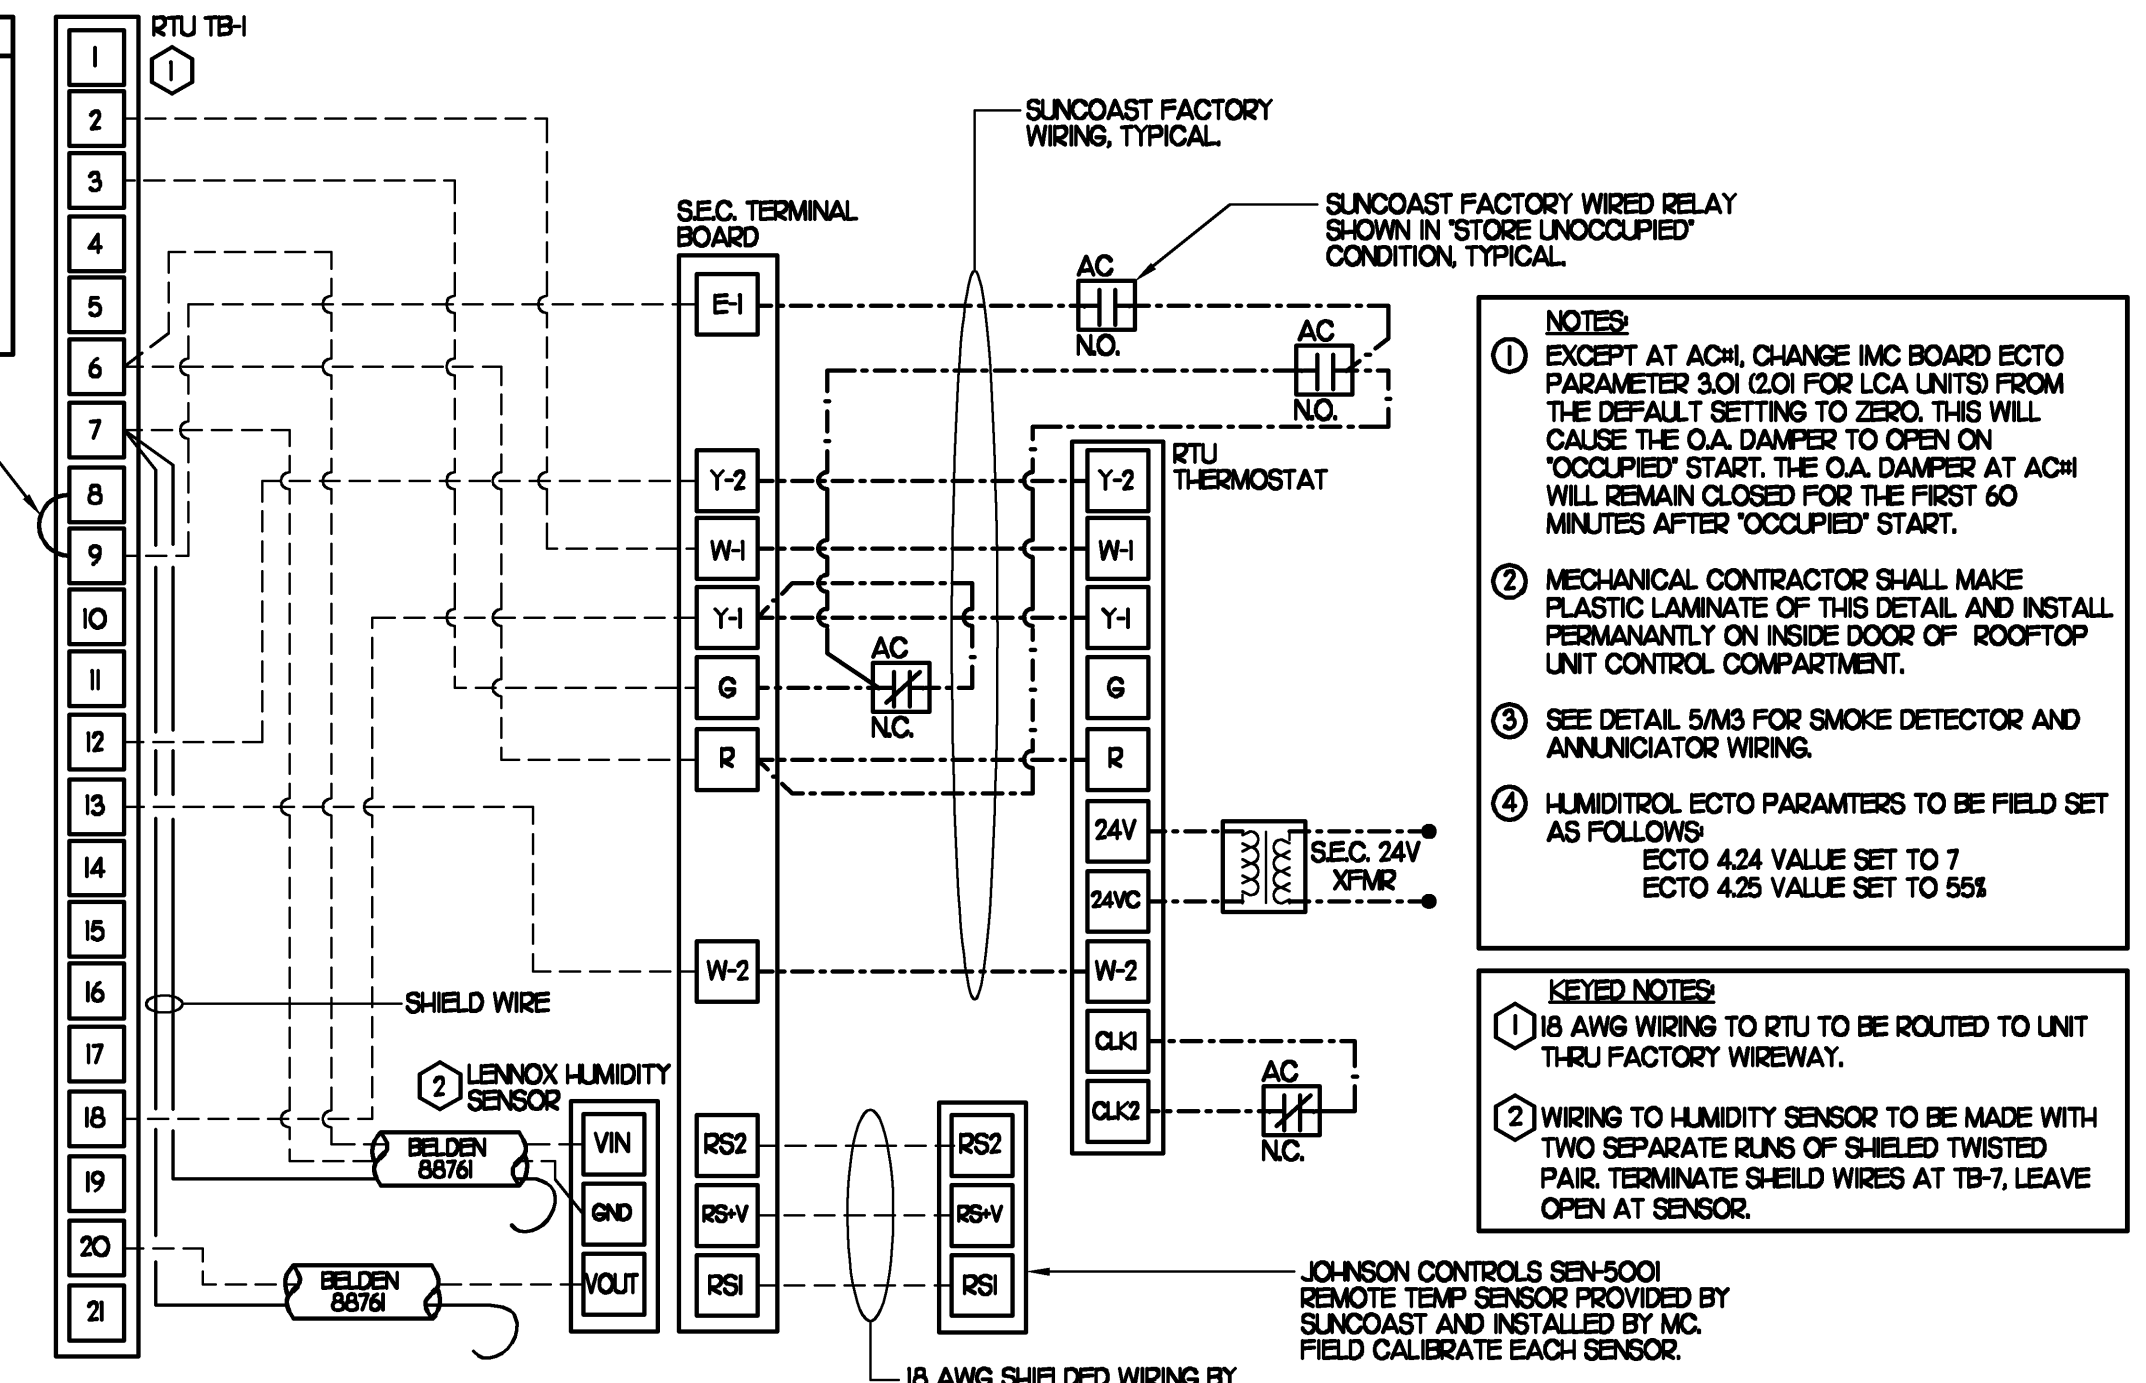 RTU TB-1
1
1
2
3
4
5
6
7
8
9
10
11
12
13
14
15
16
17
18
19
20
21
SHIELD WIRE
2
LENNOX HUMIDITY
SENSOR
BELDEN
88761
BELDEN
88761
VIN
GND
VOUT
S.E.C. TERMINAL
BOARD
E-1
Y-2
W-1
Y-1
G
R
W-2
RS2
RS+V
RS1
SUNCOAST FACTORY
WIRING, TYPICAL.
SUNCOAST FACTORY WIRED RELAY
SHOWN IN "STORE UNOCCUPIED"
CONDITION, TYPICAL.
AC
N.O.
AC
N.O.
AC
N.C.
RTU
THERMOSTAT
Y-2
W-1
Y-1
G
R
24V
24VC
W-2
CLK1
CLK2
S.E.C. 24V
XFMR
AC
N.C.
RS2
RS+V
RS1
JOHNSON CONTROLS SEN-5001
REMOTE TEMP SENSOR PROVIDED BY
SUNCOAST AND INSTALLED BY MC.
FIELD CALIBRATE EACH SENSOR.
18 AWG SHIELDED WIRING BY
NOTES:
1 EXCEPT AT AC#1, CHANGE IMC BOARD ECTO
PARAMETER 3.01 (2.01 FOR LCA UNITS) FROM
THE DEFAULT SETTING TO ZERO. THIS WILL
CAUSE THE O.A. DAMPER TO OPEN ON
"OCCUPIED" START. THE O.A. DAMPER AT AC#1
WILL REMAIN CLOSED FOR THE FIRST 60
MINUTES AFTER "OCCUPIED" START.
2 MECHANICAL CONTRACTOR SHALL MAKE
PLASTIC LAMINATE OF THIS DETAIL AND INSTALL
PERMANANTLY ON INSIDE DOOR OF ROOFTOP
UNIT CONTROL COMPARTMENT.
3 SEE DETAIL 5/M3 FOR SMOKE DETECTOR AND
ANNUNICIATOR WIRING.
4 HUMIDITROL ECTO PARAMTERS TO BE FIELD SET
AS FOLLOWS:
ECTO 4.24 VALUE SET TO 7
ECTO 4.25 VALUE SET TO 55%
KEYED NOTES:
1 18 AWG WIRING TO RTU TO BE ROUTED TO UNIT
THRU FACTORY WIREWAY.
2 WIRING TO HUMIDITY SENSOR TO BE MADE WITH
TWO SEPARATE RUNS OF SHIELED TWISTED
PAIR. TERMINATE SHEILD WIRES AT TB-7, LEAVE
OPEN AT SENSOR.